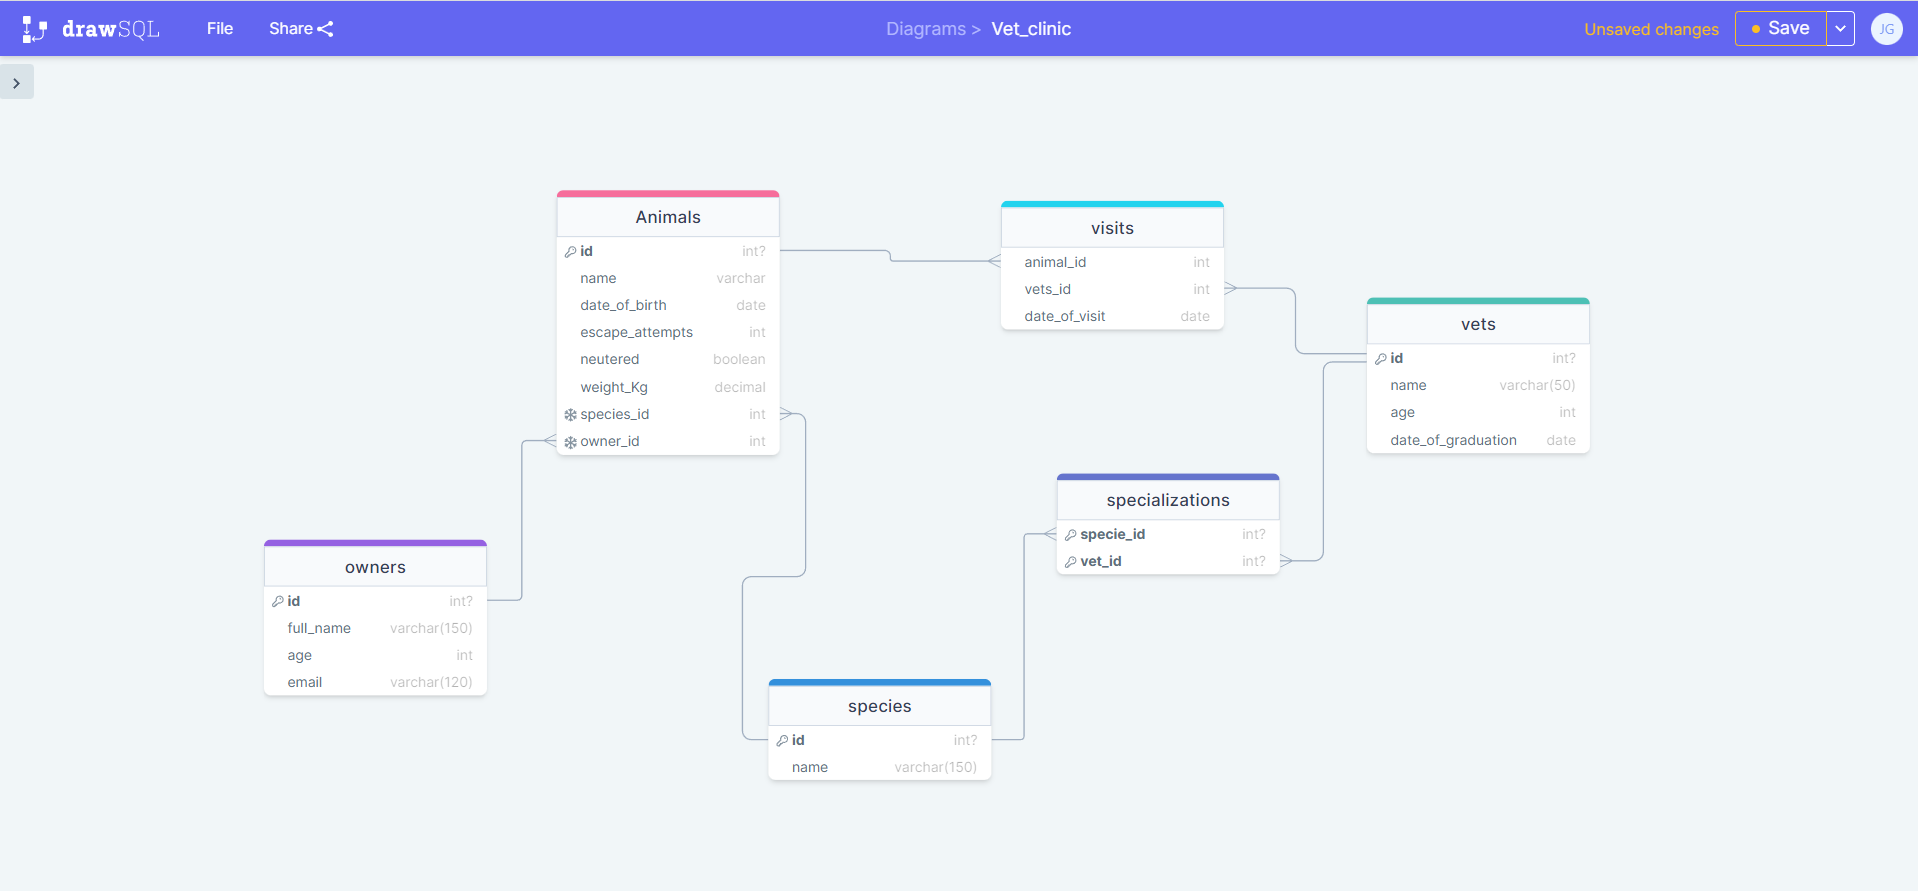 drawSQL File Share Diagrams > Vet_clinic Unsaved changes Save JG
Animals
id int?
name varchar
date_of_birth date
escape_attempts int
neutered boolean
weight_Kg decimal
species_id int
owner_id int
visits
animal_id int
vets_id int
date_of_visit date
vets
id int?
name varchar(50)
age int
date_of_graduation date
specializations
specie_id int?
vet_id int?
owners
id int?
full_name varchar(150)
age int
email varchar(120)
species
id int?
name varchar(150)